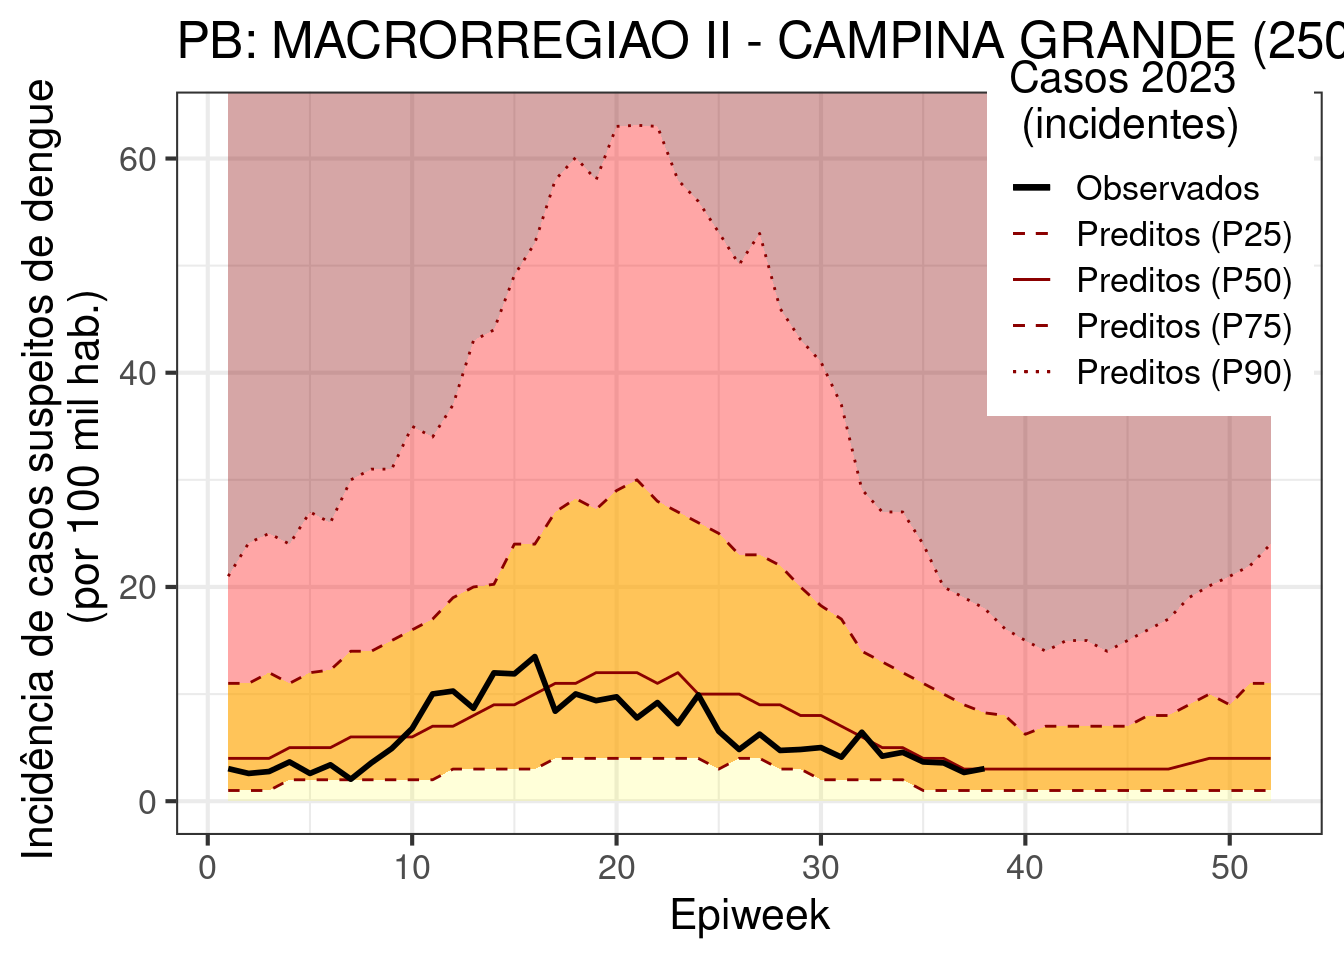 PB: MACRORREGIAO II - CAMPINA GRANDE (250
Casos 2023
(incidentes)
Observados
Preditos (P25)
Preditos (P50)
Preditos (P75)
Preditos (P90)
Incidência de casos suspeitos de dengue
(por 100 mil hab.)
60
40
20
0
0 10 20 30 40 50
Epiweek